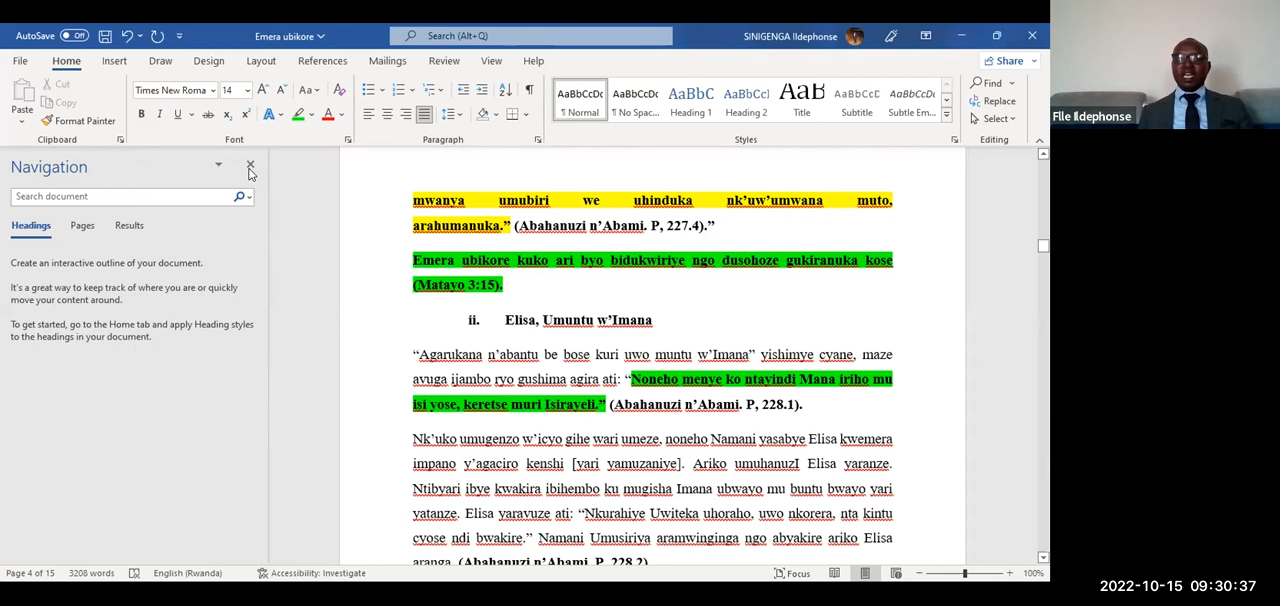 AutoSave Off
Emera ubikore
Search (Alt+Q)
SINIGENGA Ildephonse
File Home Insert Draw Design Layout References Mailings Review View Help
Share
Paste
Cut
Copy
Format Painter
Clipboard
Times New Roma 14
Font
Paragraph
AaBbCcDc AaBbCcDc AaBbC AaBbCcI AaB AaBbCcD AaBbCcDc
¶ Normal ¶ No Spac... Heading 1 Heading 2 Title Subtitle Subtle Em...
Styles
Find
Replace
Select
Editing
Flle Ildephonse
Navigation
Search document
Headings Pages Results
Create an interactive outline of your document.
It's a great way to keep track of where you are or quickly
move your content around.
To get started, go to the Home tab and apply Heading styles
to the headings in your document.
mwanya umubiri we uhinduka nk’uw’umwana muto,
arahumanuka.” (Abahanuzi n’Abami. P, 227.4).”
Emera ubikore kuko ari byo bidukwiriye ngo dusohoze gukiranuka kose
(Matayo 3:15).
ii. Elisa, Umuntu w’Imana
“Agarukana n’abantu be bose kuri uwo muntu w’Imana” yishimye cyane, maze
avuga ijambo ryo gushima agira ati: “Noneho menye ko ntayindi Mana iriho mu
isi yose, keretse muri Isirayeli.” (Abahanuzi n’Abami. P, 228.1).
Nk’uko umugenzo w’icyo gihe wari umeze, noneho Namani yasabye Elisa kwemera
impano y’agaciro kenshi [yari yamuzaniye]. Ariko umuhanuzI Elisa yaranze.
Ntibyari ibye kwakira ibihembo ku mugisha Imana ubwayo mu buntu bwayo yari
yatanze. Elisa yaravuze ati: “Nkurahiye Uwiteka uhoraho, uwo nkorera, nta kintu
cyose ndi bwakire.” Namani Umusiriya aramwinginga ngo abyakire ariko Elisa
aranga. (Abahanuzi n’Abami. P, 228.2)
Page 4 of 15 3208 words English (Rwanda) Accessibility: Investigate Focus 100%
2022-10-15 09:30:37